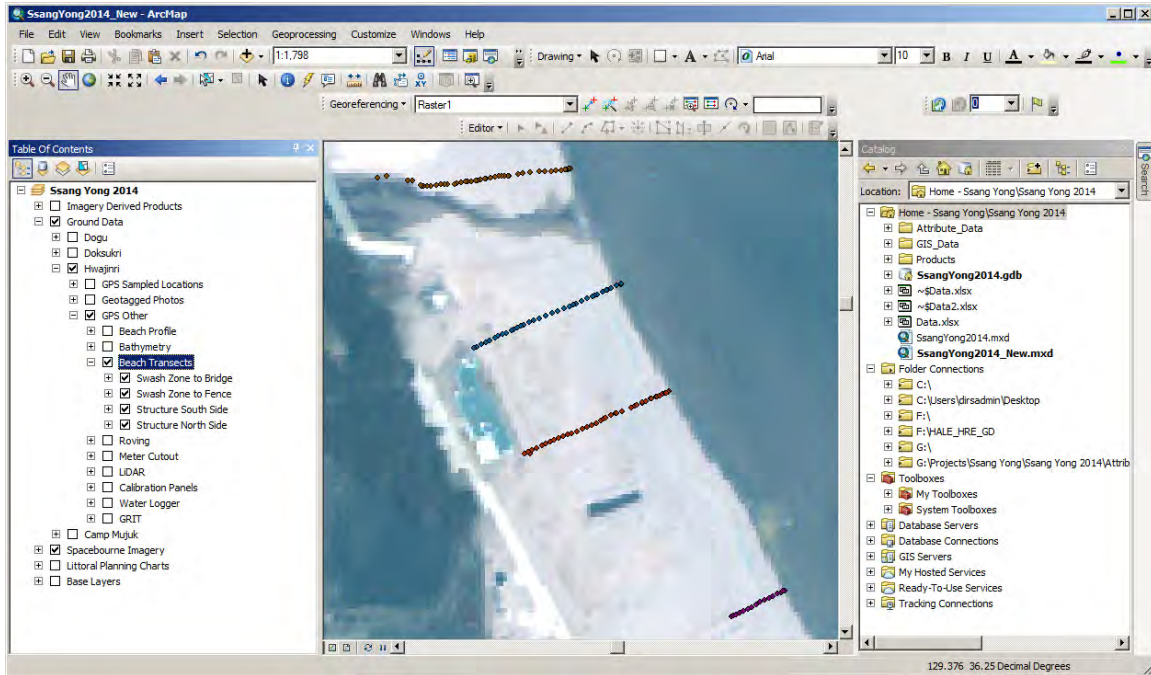 SsangYong2014_New - ArcMap
File Edit View Bookmarks Insert Selection Geoprocessing Customize Windows Help
1:1,798 Drawing Arial 10 B I U A
Georeferencing Raster1 0
Editor
Table Of Contents
Ssang Yong 2014
Imagery Derived Products
Ground Data
Dogu
Doksukri
Hwajinri
GPS Sampled Locations
Geotagged Photos
GPS Other
Beach Profile
Bathymetry
Beach Transects
Swash Zone to Bridge
Swash Zone to Fence
Structure South Side
Structure North Side
Roving
Meter Cutout
LiDAR
Calibration Panels
Water Logger
GRIT
Camp Mujuk
Spacebourne Imagery
Littoral Planning Charts
Base Layers
Catalog
Location: Home - Ssang Yong\Ssang Yong 2014
Home - Ssang Yong\Ssang Yong 2014
Attribute_Data
GIS_Data
Products
SsangYong2014.gdb
~$Data.xlsx
~$Data2.xlsx
Data.xlsx
SsangYong2014.mxd
SsangYong2014_New.mxd
Folder Connections
C:\
C:\Users\dirsadmin\Desktop
F:\
F:\HALE_HRE_GD
G:\
G:\Projects\Ssang Yong\Ssang Yong 2014\Attrib
Toolboxes
My Toolboxes
System Toolboxes
Database Servers
Database Connections
GIS Servers
My Hosted Services
Ready-To-Use Services
Tracking Connections
Search
129.376 36.25 Decimal Degrees